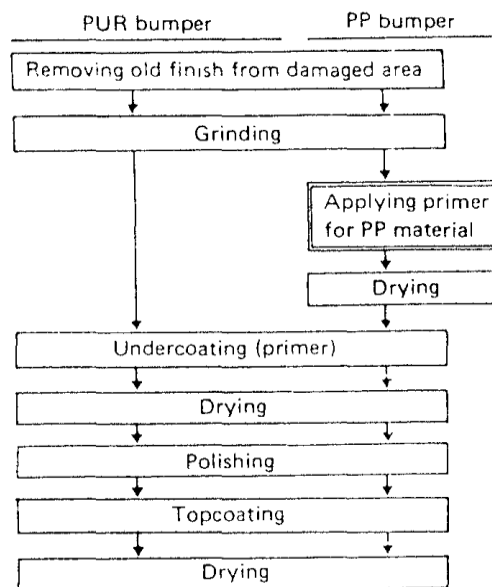 PUR bumper
PP bumper
Removing old finish from damaged area
Grinding
Applying primer
for PP material
Drying
Undercoating (primer)
Drying
Polishing
Topcoating
Drying